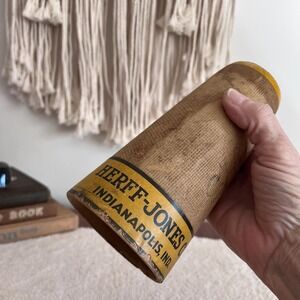 HERFF-JONES
INDIANAPOLIS, IND.
BOOK